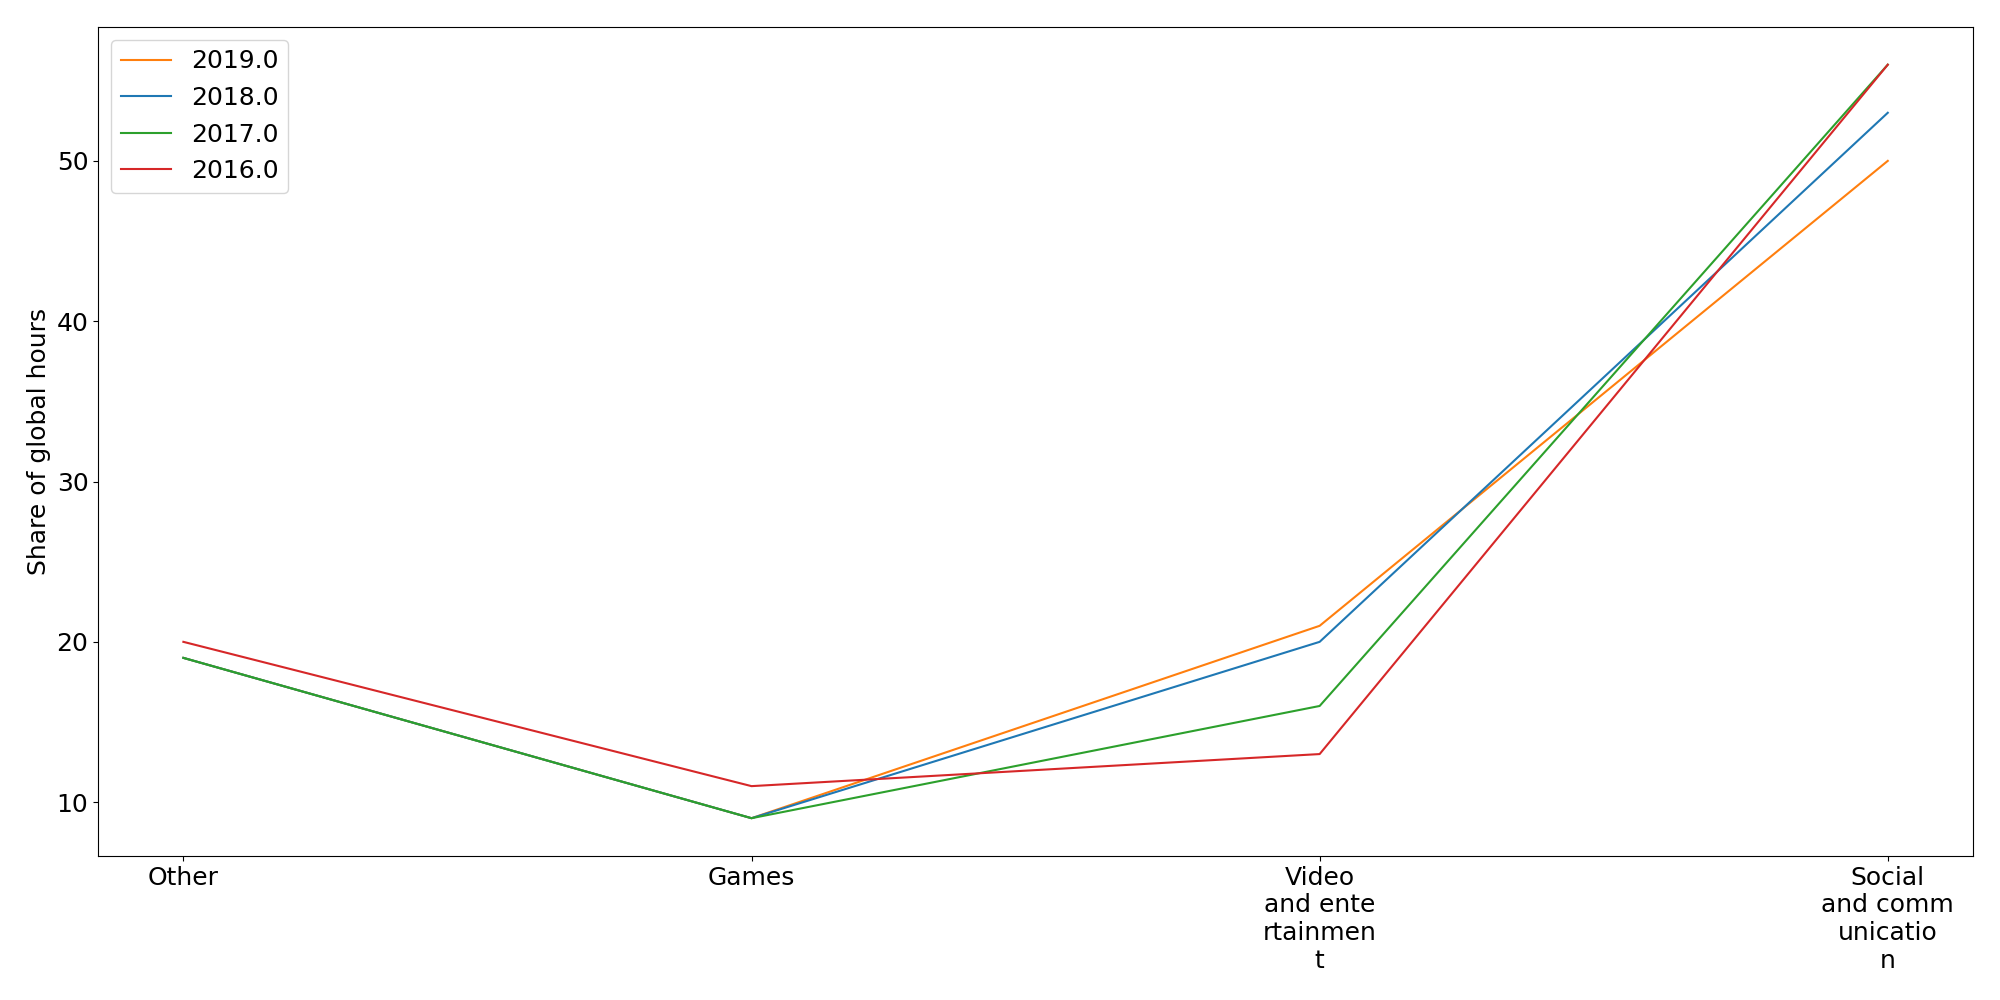 2019.0
2018.0
2017.0
2016.0
Share of global hours
50
40
30
20
10
Other
Games
Video
and ente
rtainmen
t
Social
and comm
unicatio
n